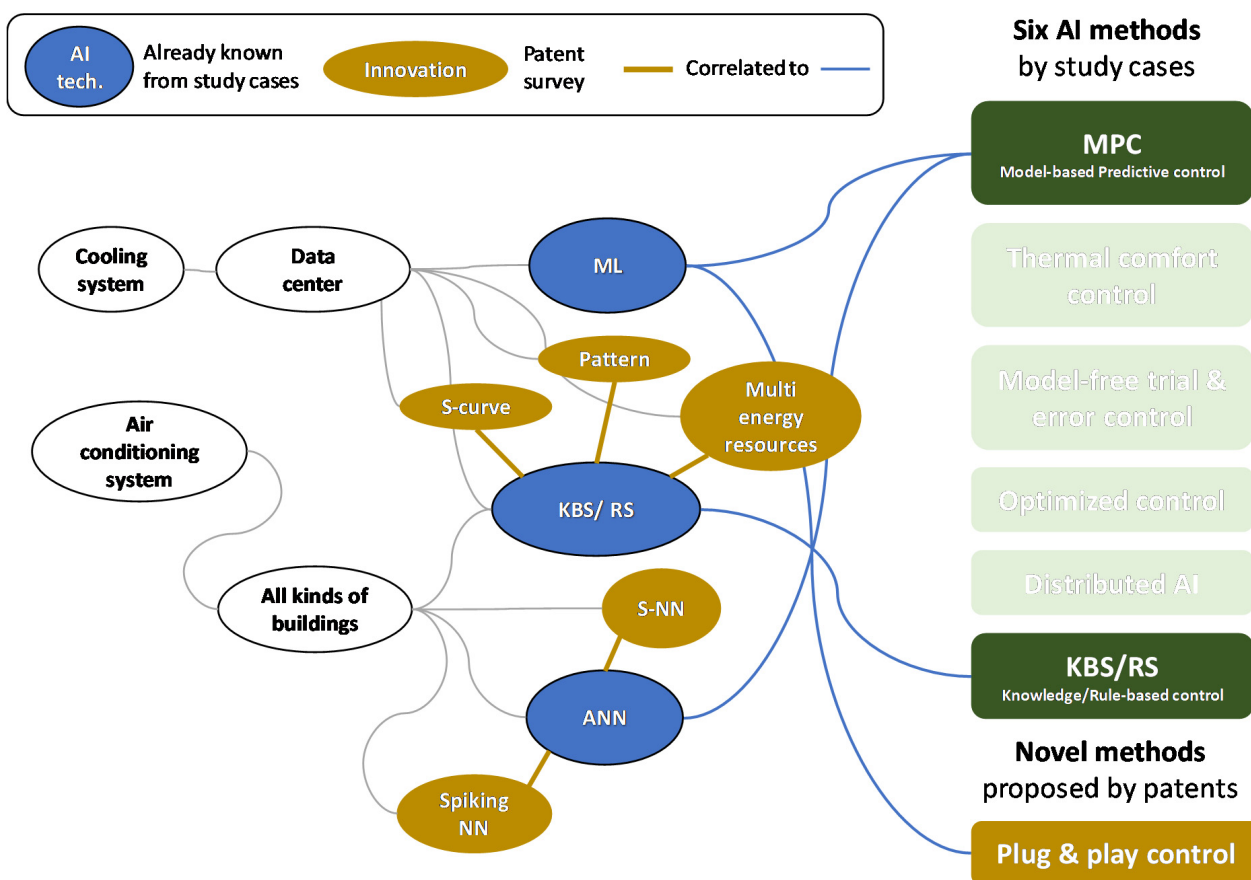 AI
tech.
Already known
from study cases
Innovation
Patent
survey
Correlated to
Six AI methods
by study cases
MPC
Model-based Predictive control
Cooling
system
Data
center
ML
Thermal comfort
control
Pattern
S-curve
Multi
energy
resources
Model-free trial &
error control
Air
conditioning
system
KBS/ RS
Optimized control
Distributed AI
All kinds of
buildings
S-NN
KBS/RS
Knowledge/Rule-based control
ANN
Novel methods
proposed by patents
Spiking
NN
Plug & play control